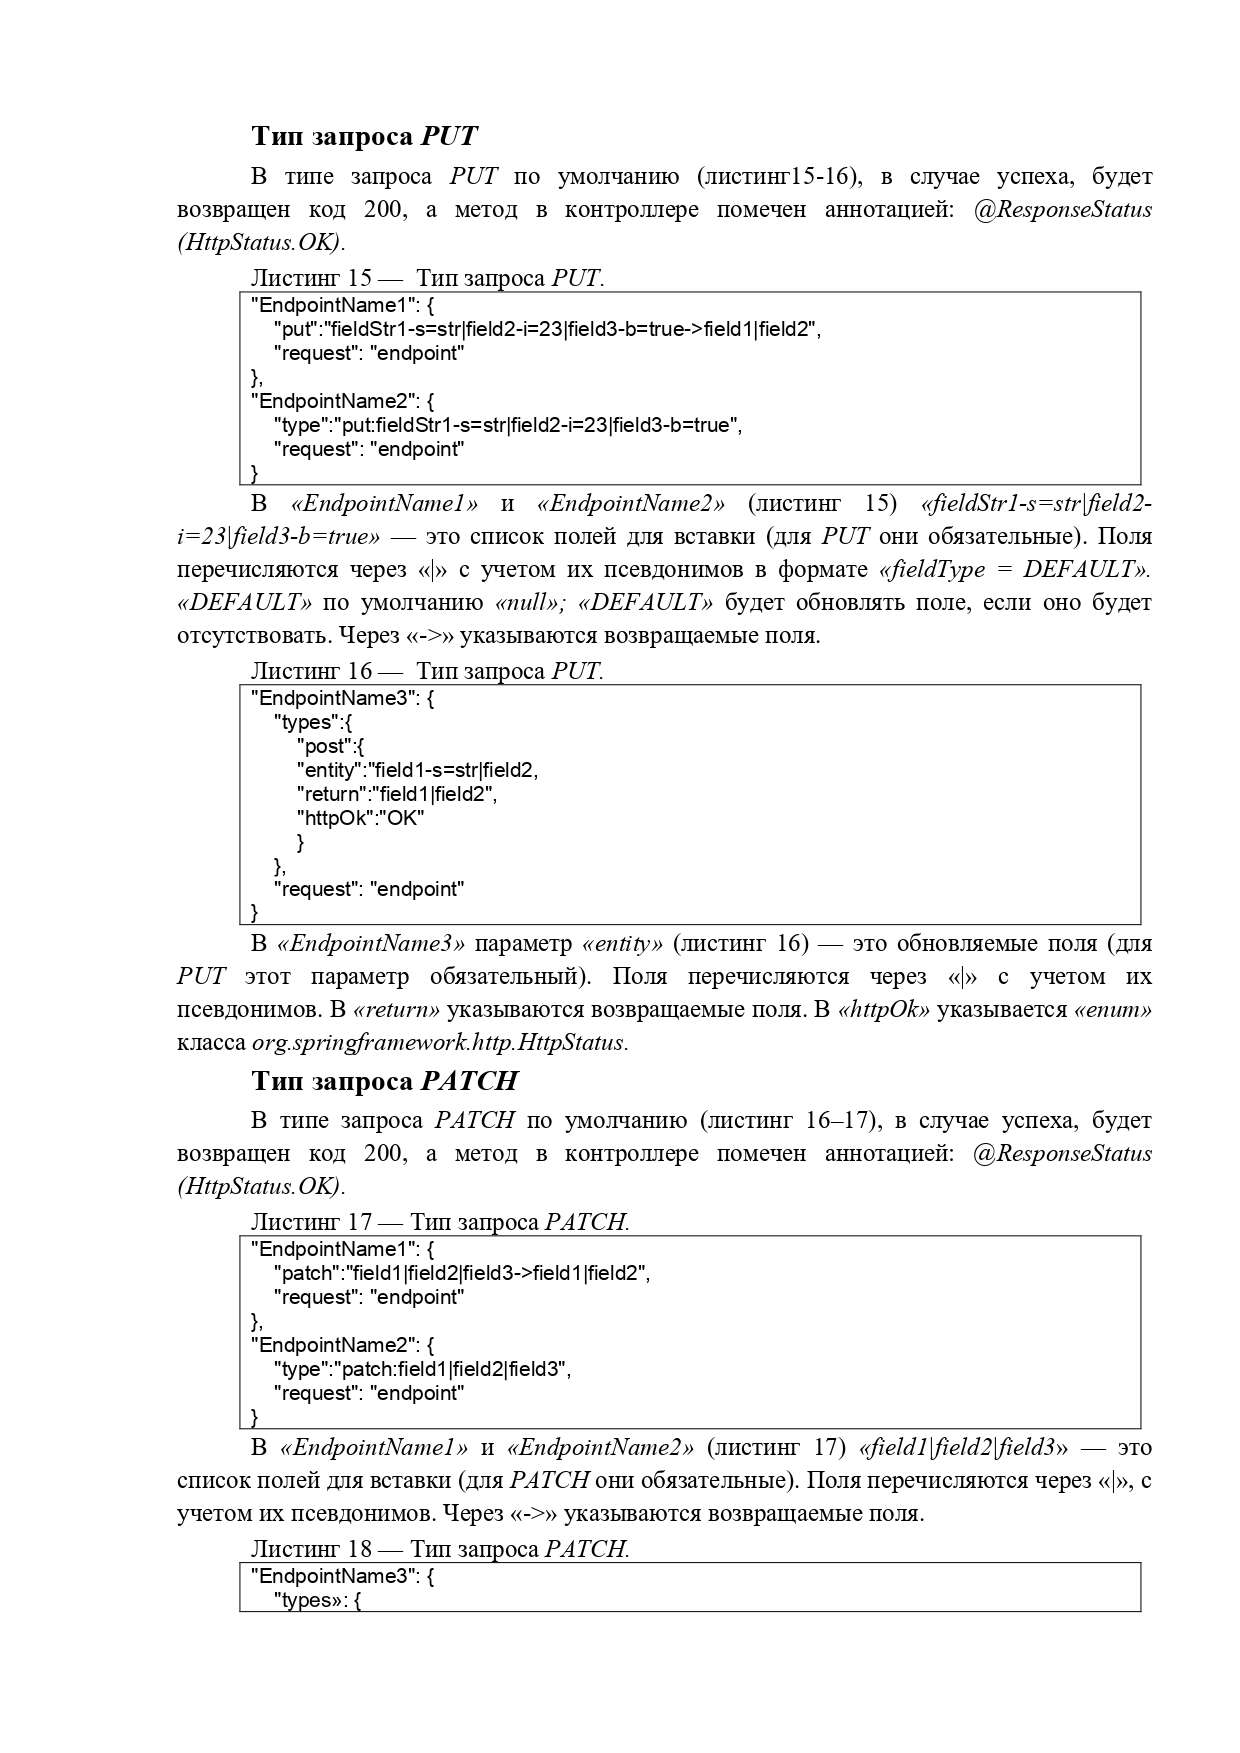 Тип запроса PUT
В типе запроса PUT по умолчанию (листинг15-16), в случае успеха, будет
возвращен код 200, а метод в контроллере помечен аннотацией: @ResponseStatus
(HttpStatus.OK).
Листинг 15 — Тип запроса PUT.
"EndpointName1": {
"put":"fieldStr1-s=str|field2-i=23|field3-b=true->field1|field2",
"request": "endpoint"
},
"EndpointName2": {
"type":"put:fieldStr1-s=str|field2-i=23|field3-b=true",
"request": "endpoint"
}
В «EndpointName1» и «EndpointName2» (листинг 15) «fieldStr1-s=str|field2-
i=23|field3-b=true» — это список полей для вставки (для PUT они обязательные). Поля
перечисляются через «|» с учетом их псевдонимов в формате «fieldType = DEFAULT».
«DEFAULT» по умолчанию «null»; «DEFAULT» будет обновлять поле, если оно будет
отсутствовать. Через «->» указываются возвращаемые поля.
Листинг 16 — Тип запроса PUT.
"EndpointName3": {
"types":{
"post":{
"entity":"field1-s=str|field2,
"return":"field1|field2",
"httpOk":"OK"
}
},
"request": "endpoint"
}
В «EndpointName3» параметр «entity» (листинг 16) — это обновляемые поля (для
PUT этот параметр обязательный). Поля перечисляются через «|» с учетом их
псевдонимов. В «return» указываются возвращаемые поля. В «httpOk» указывается «enum»
класса org.springframework.http.HttpStatus.
Тип запроса PATCH
В типе запроса PATCH по умолчанию (листинг 16–17), в случае успеха, будет
возвращен код 200, а метод в контроллере помечен аннотацией: @ResponseStatus
(HttpStatus.OK).
Листинг 17 — Тип запроса PATCH.
"EndpointName1": {
"patch":"field1|field2|field3->field1|field2",
"request": "endpoint"
},
"EndpointName2": {
"type":"patch:field1|field2|field3",
"request": "endpoint"
}
В «EndpointName1» и «EndpointName2» (листинг 17) «field1|field2|field3» — это
список полей для вставки (для PATCH они обязательные). Поля перечисляются через «|», с
учетом их псевдонимов. Через «->» указываются возвращаемые поля.
Листинг 18 — Тип запроса PATCH.
"EndpointName3": {
"types»: {